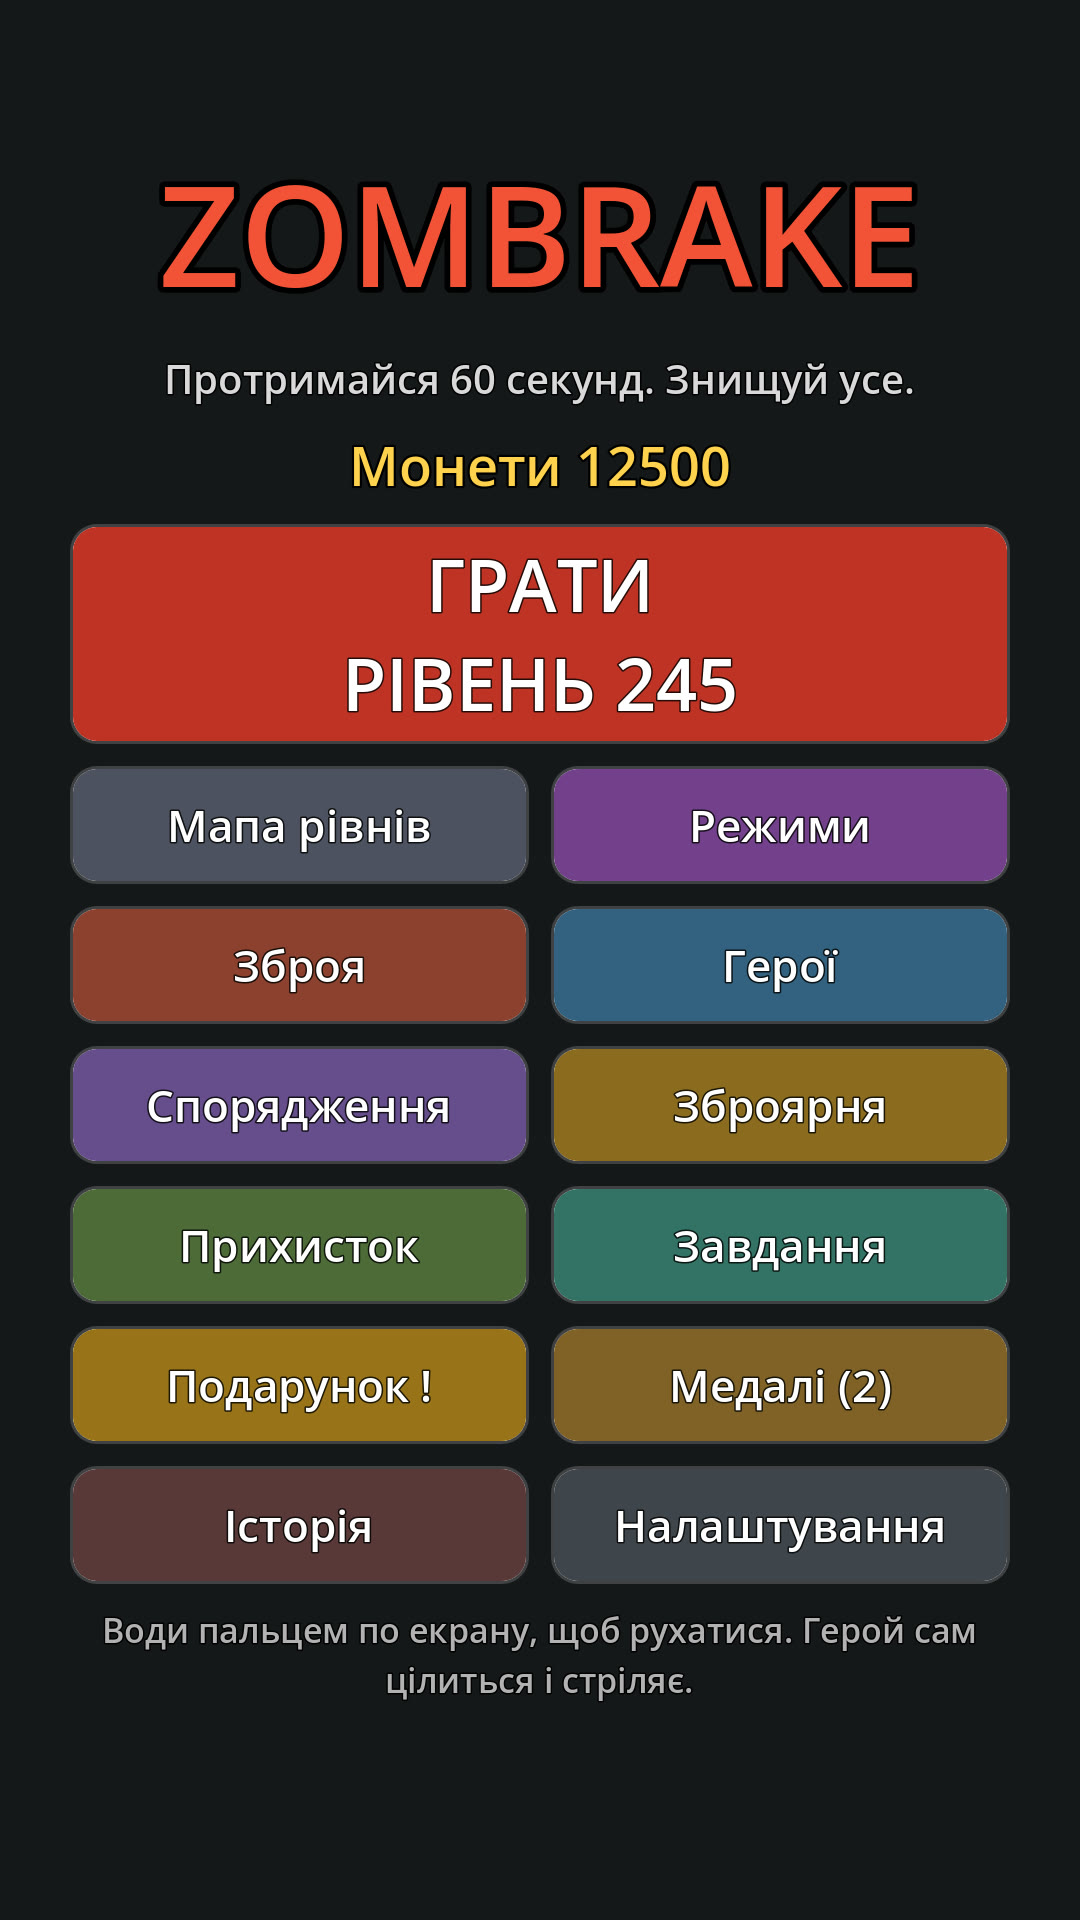 ZOMBRAKE
Протримайся 60 секунд. Знищуй усе.
Монети 12500
ГРАТИ
РІВЕНЬ 245
Мапа рівнів
Режими
Зброя
Герої
Спорядження
Зброярня
Прихисток
Завдання
Подарунок !
Медалі (2)
Історія
Налаштування
Води пальцем по екрану, щоб рухатися. Герой сам
цілиться і стріляє.